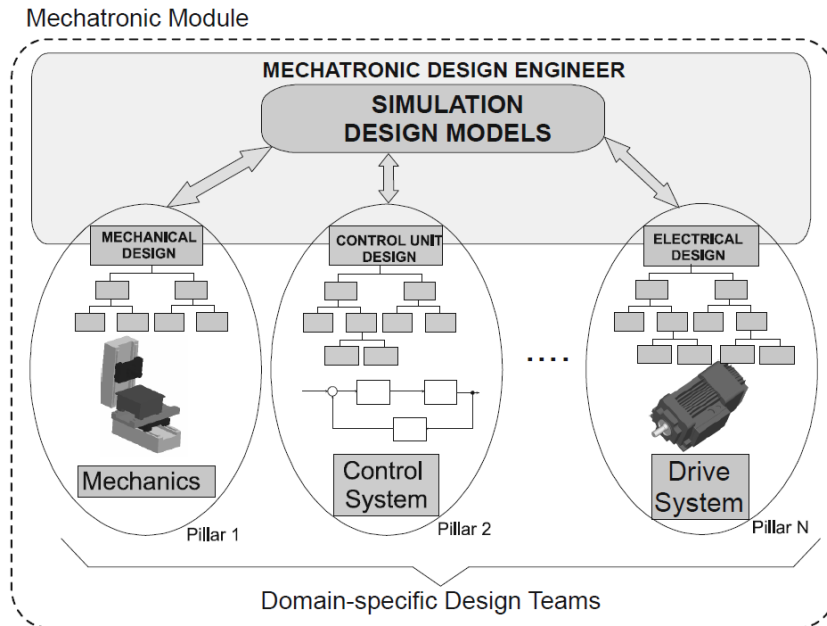 Mechatronic Module
MECHATRONIC DESIGN ENGINEER
SIMULATION
DESIGN MODELS
MECHANICAL
DESIGN
CONTROL UNIT
DESIGN
ELECTRICAL
DESIGN
....
Mechanics
Control
System
Drive
System
Pillar 1
Pillar 2
Pillar N
Domain-specific Design Teams